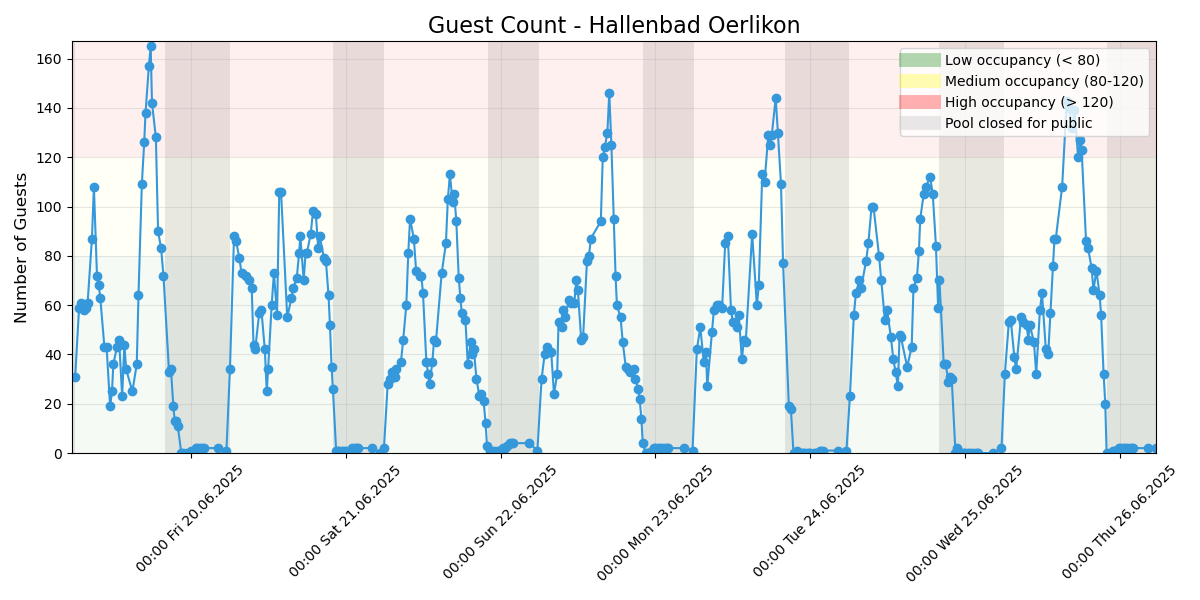 Guest Count - Hallenbad Oerlikon
Number of Guests
160
140
120
100
80
60
40
20
0
Low occupancy (< 80)
Medium occupancy (80-120)
High occupancy (> 120)
Pool closed for public
00:00 Fri 20.06.2025
00:00 Sat 21.06.2025
00:00 Sun 22.06.2025
00:00 Mon 23.06.2025
00:00 Tue 24.06.2025
00:00 Wed 25.06.2025
00:00 Thu 26.06.2025